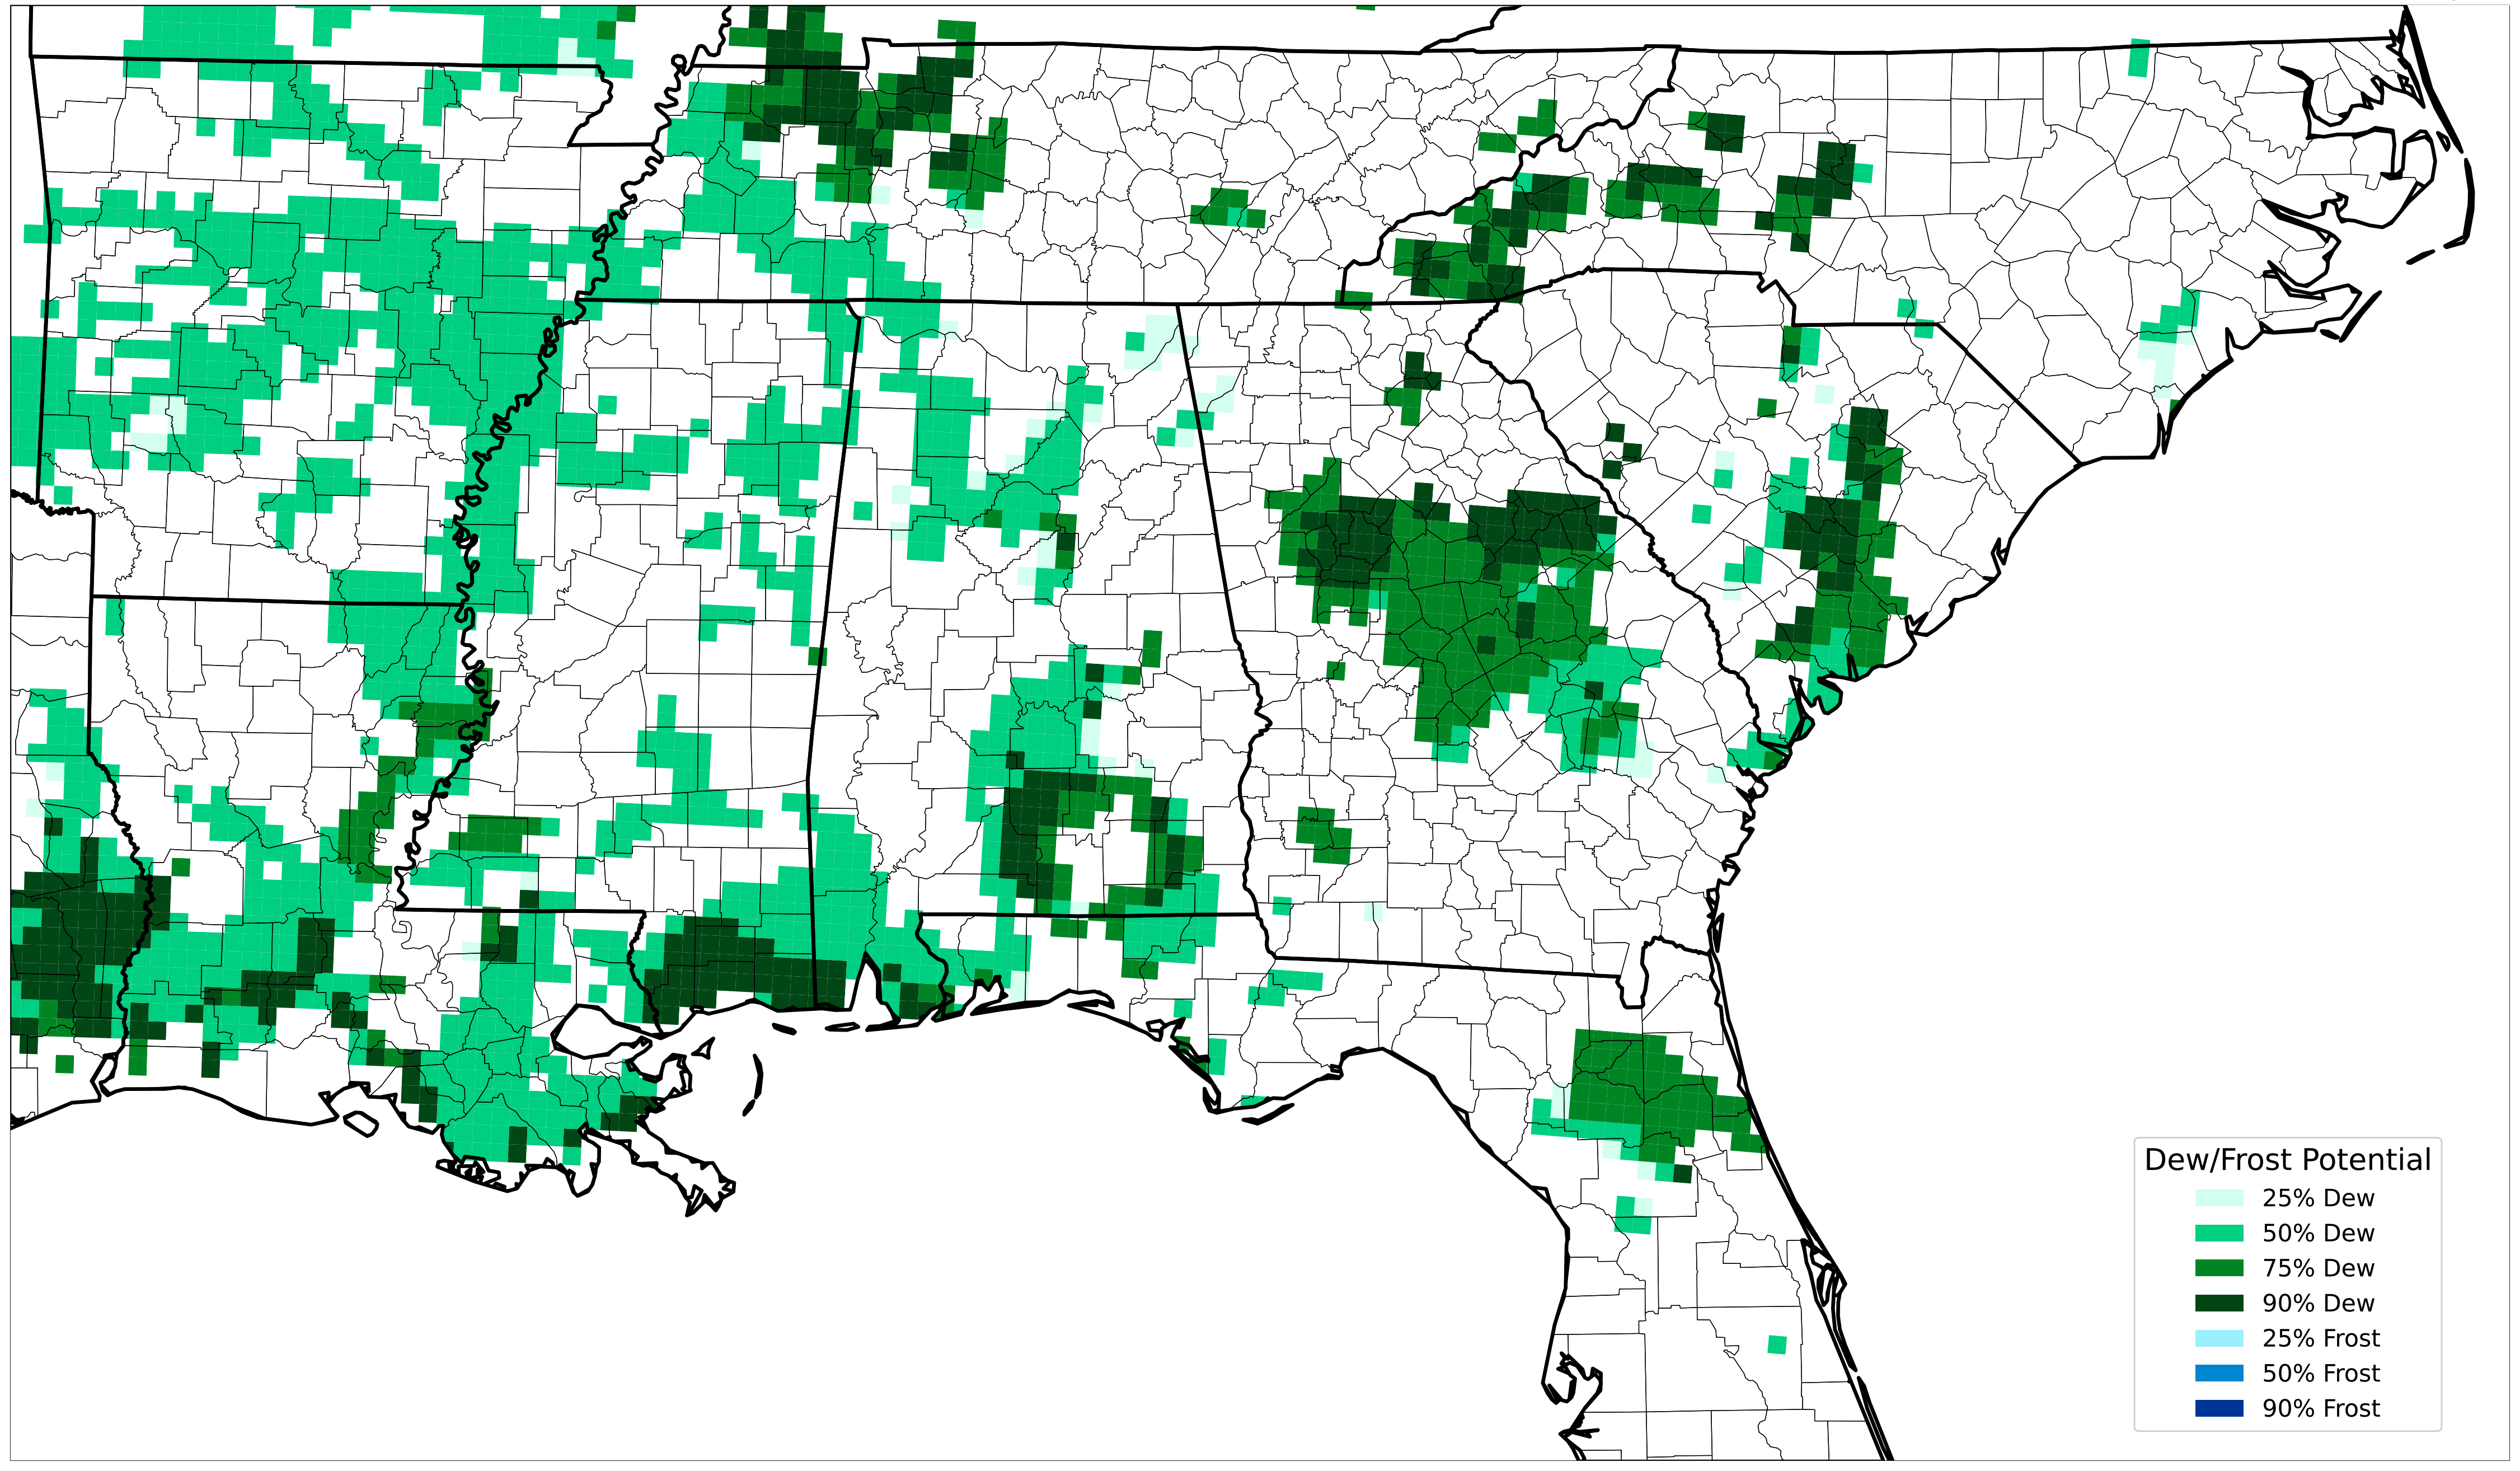 Dew/Frost Potential
25% Dew
50% Dew
75% Dew
90% Dew
25% Frost
50% Frost
90% Frost